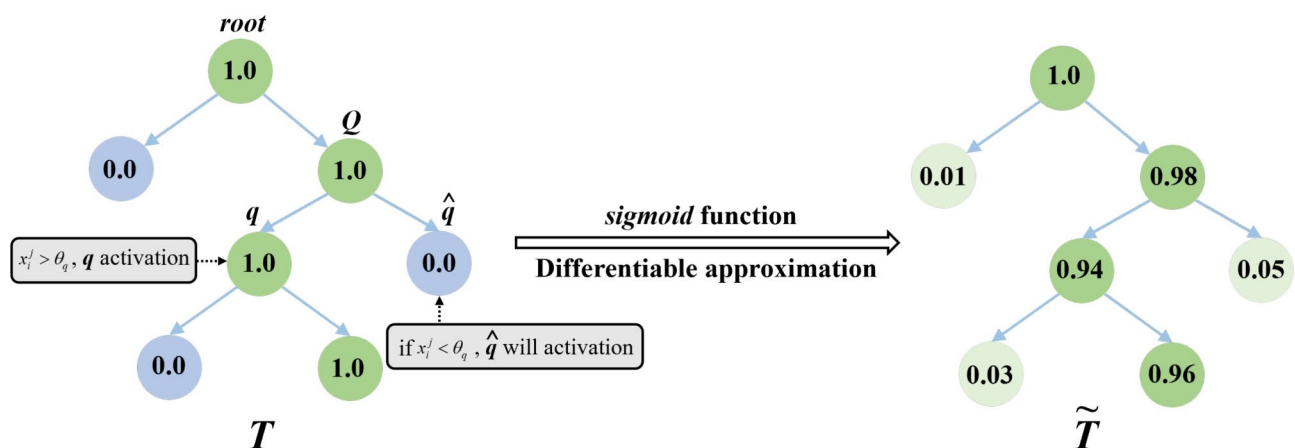 root
1.0
1.0
Q
0.0
1.0
0.01
0.98
q
q̂
sigmoid function
x_i^j > θ_q , q activation
1.0
0.0
Differentiable approximation
0.94
0.05
if x_i^j < θ_q , q̂ will activation
0.0
1.0
0.03
0.96
T
T̃